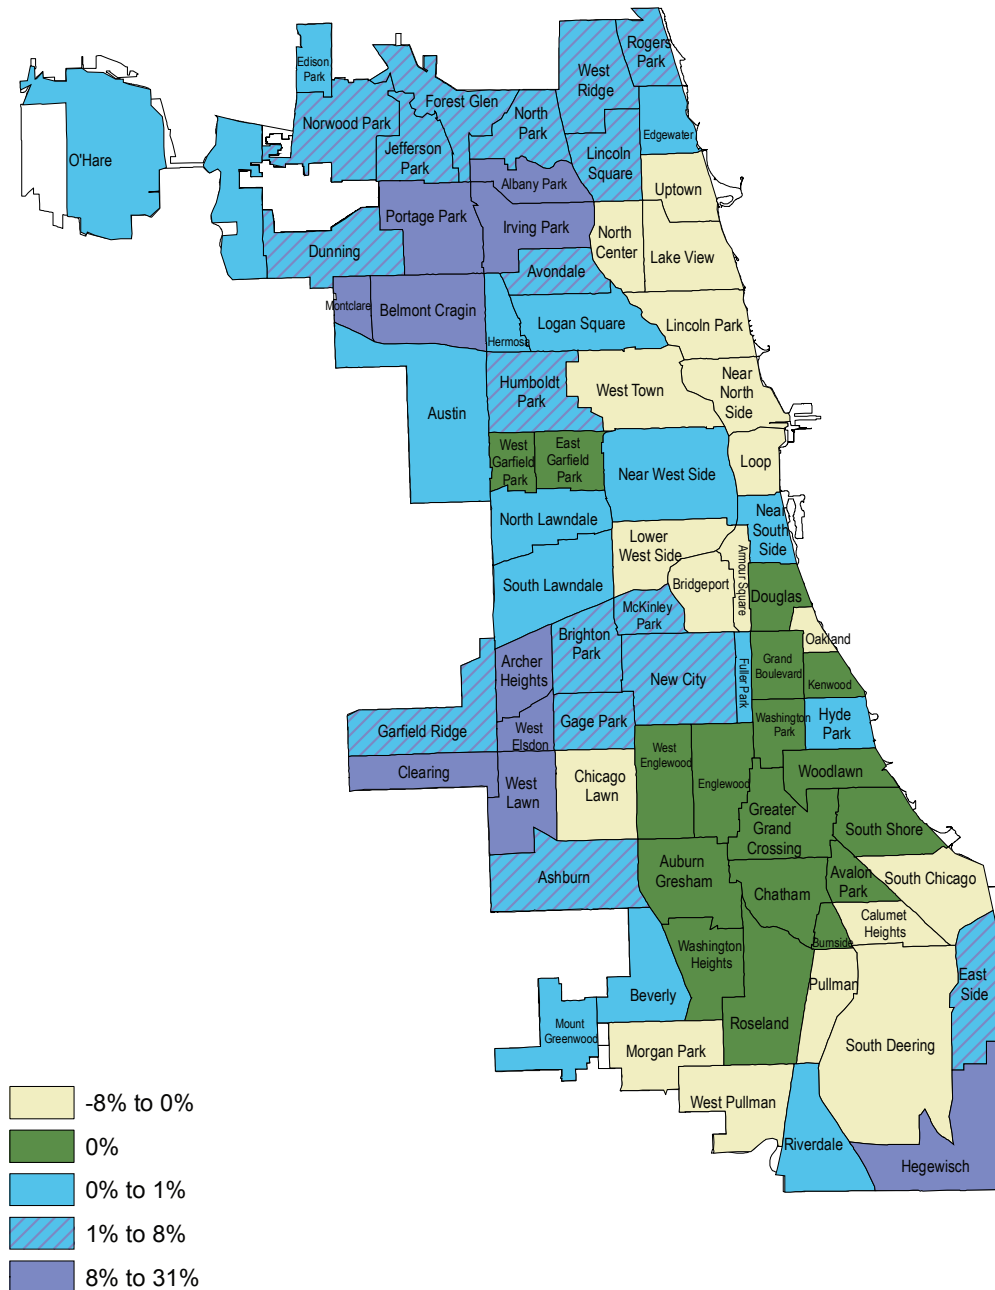 Rogers
Park
Edison
Park
West
Ridge
Forest Glen
North
Park
Norwood Park
Jefferson
Park
Edgewater
O'Hare
Lincoln
Square
Albany Park
Uptown
Portage Park
Irving Park
North
Center
Dunning
Lake View
Avondale
Montclare
Belmont Cragin
Logan Square
Lincoln Park
Hermosa
Humboldt
Park
West Town
Near
North
Side
Austin
West
Garfield
Park
East
Garfield
Park
Near West Side
Loop
North Lawndale
Near
South
Side
Lower
West Side
Armour Square
South Lawndale
Bridgeport
Douglas
McKinley
Park
Brighton
Park
Oakland
Archer
Heights
Grand
Boulevard
New City
Fuller Park
Kenwood
Garfield Ridge
West
Elsdon
Gage Park
Washington
Park
Hyde
Park
Clearing
West
Lawn
Chicago
Lawn
West
Englewood
Englewood
Woodlawn
Greater
Grand
Crossing
South Shore
Ashburn
Auburn
Gresham
Chatham
Avalon
Park
South Chicago
Calumet
Heights
Burnside
Washington
Heights
Pullman
East
Side
Beverly
Mount
Greenwood
Roseland
Morgan Park
South Deering
West Pullman
Riverdale
Hegewisch
-8% to 0%
0%
0% to 1%
1% to 8%
8% to 31%